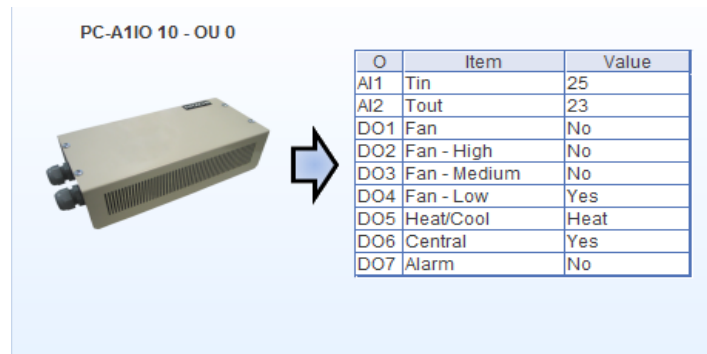 PC-A1IO 10 - OU 0
O Item Value
AI1 Tin 25
AI2 Tout 23
DO1 Fan No
DO2 Fan - High No
DO3 Fan - Medium No
DO4 Fan - Low Yes
DO5 Heat/Cool Heat
DO6 Central Yes
DO7 Alarm No